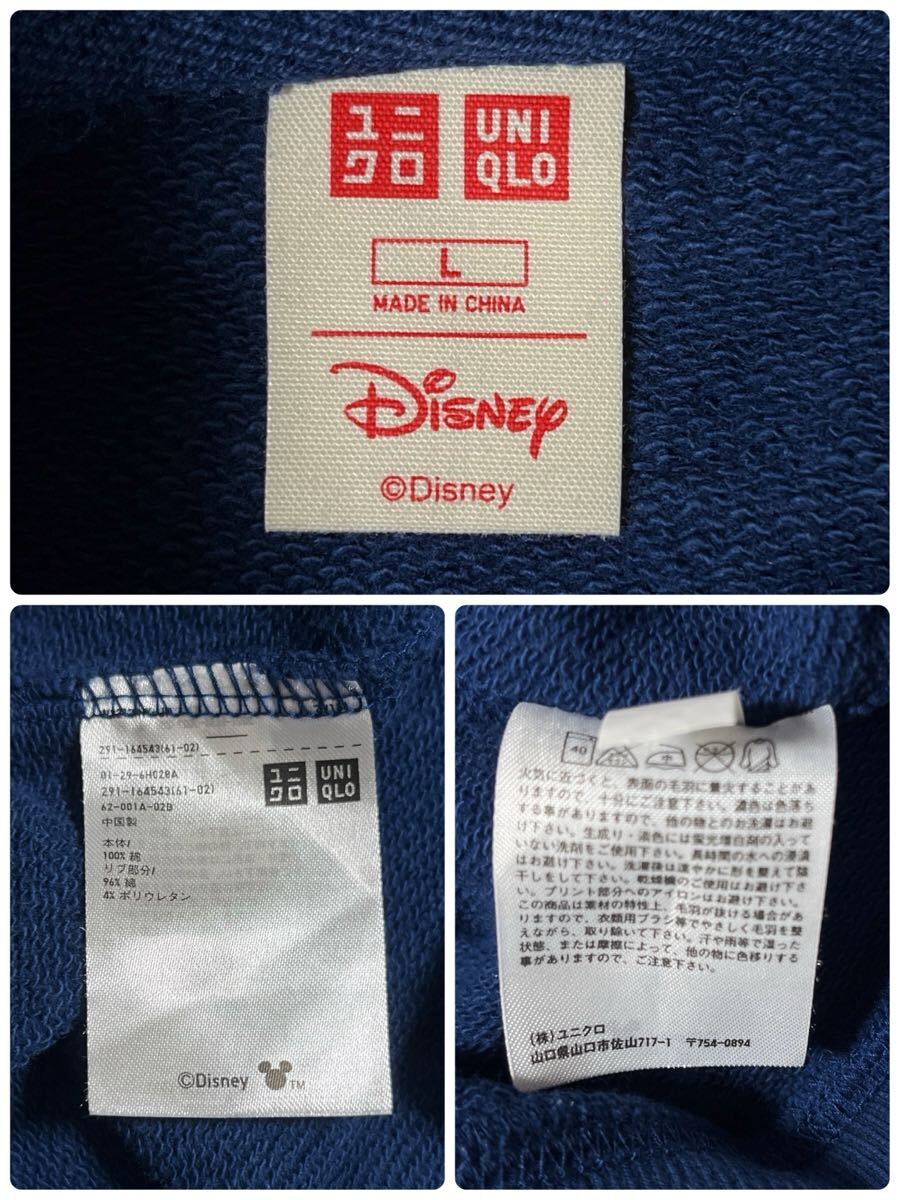 ユニ
クロ
UNI
QLO
L
MADE IN CHINA
Disney
©Disney
291-164543(61-02)
01-29-6H028A
291-164543(61-02)
62-001A-02B
中国製
本体/
100% 綿
リブ部分/
96% 綿
4% ポリウレタン
ユニ
クロ
UNI
QLO
©Disney TM
40
火気に近づくと、表面の毛羽に着火することがあ
りますので、十分にご注意下さい。濃色は色落ち
する事がありますので、他の物とのお洗濯はお避
け下さい。生成り・淡色には蛍光増白剤の入って
いない洗剤をご使用下さい。長時間の水への浸漬
はお避け下さい。洗濯後は速やかに形を整えて陰
干しをして下さい。乾燥機のご使用はお避け下さ
い。プリント部分へのアイロンはお避け下さい。
この商品は素材の特性上、毛羽が抜ける場合があ
りますので、衣類用ブラシ等でやさしく毛羽を整
えながら、取り除いて下さい。汗や雨等で湿った
状態、または摩擦によって、他の物に色移りする
事がありますので、ご注意下さい。
(株)ユニクロ
山口県山口市佐山717-1 〒754-0894